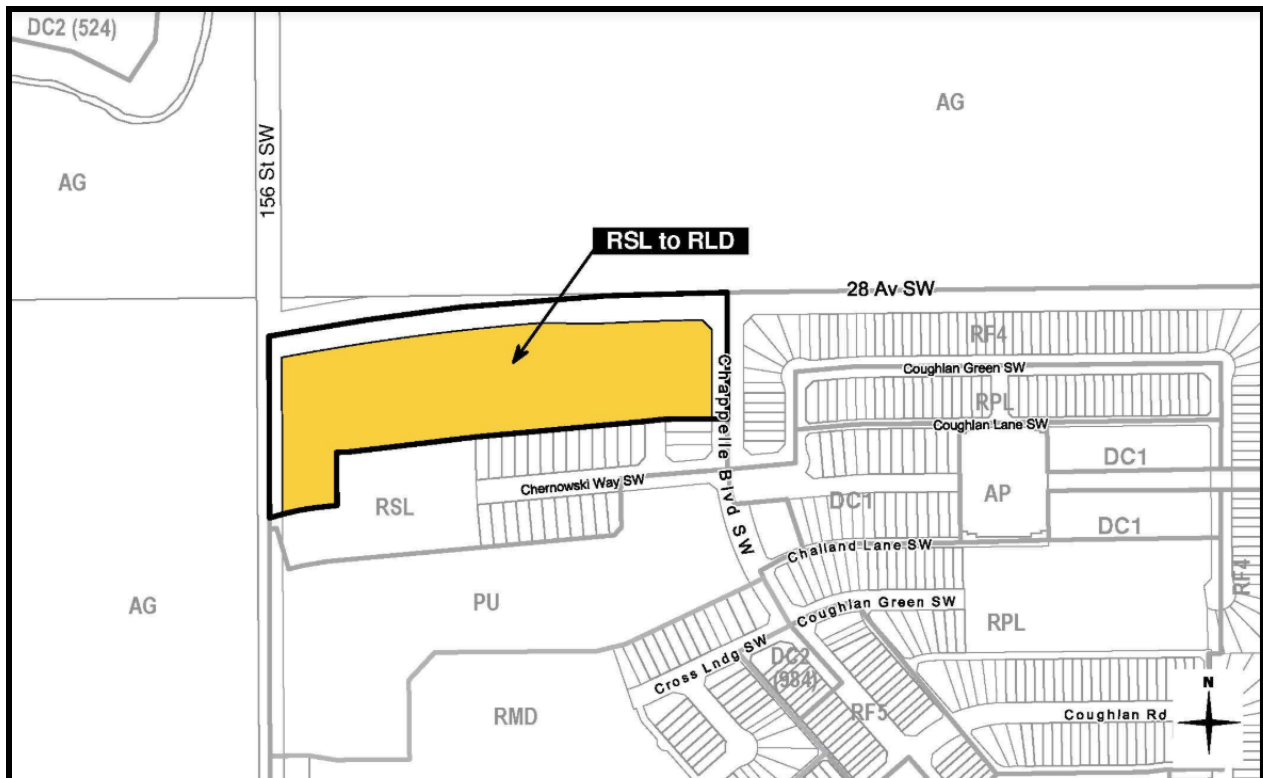 DC2 (524)
AG
AG
156 St SW
RSL to RLD
28 Av SW
RF4
Coughlan Green SW
RPL
Coughlan Lane SW
Chappelle Blvd SW
DC1
Chernowski Way SW
RSL
DC1
AP
DC1
Challand Lane SW
RF4
AG
PU
Coughlan Green SW
RPL
Cross Lndg SW
DC2
(984)
RF5
RMD
Coughlan Rd
N